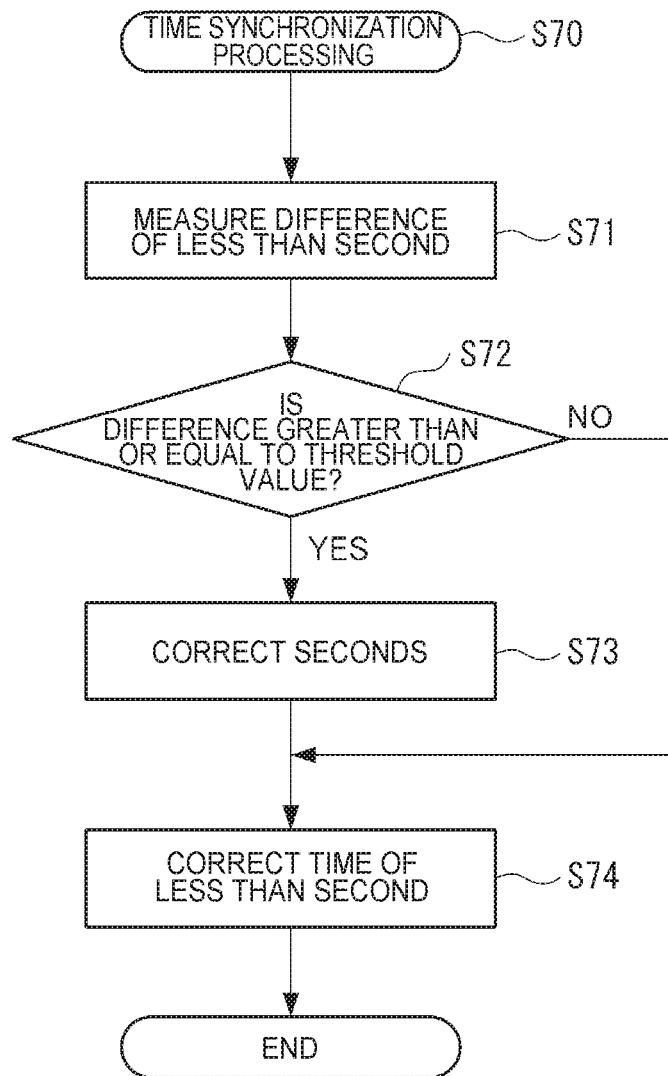 TIME SYNCHRONIZATION
PROCESSING
S70
MEASURE DIFFERENCE
OF LESS THAN SECOND
S71
S72
IS
DIFFERENCE GREATER THAN
OR EQUAL TO THRESHOLD
VALUE?
NO
YES
CORRECT SECONDS
S73
CORRECT TIME OF
LESS THAN SECOND
S74
END